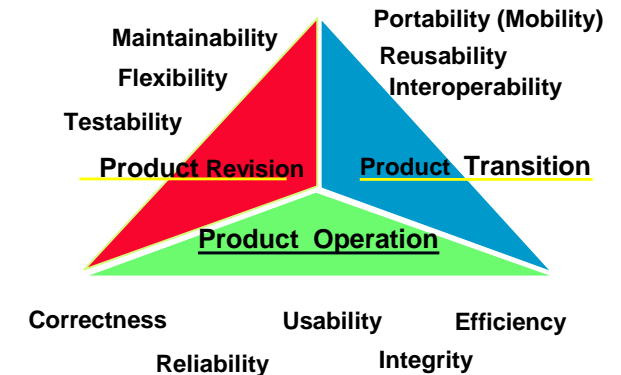 Portability (Mobility)
Maintainability
Reusability
Flexibility
Interoperability
Testability
Product Revision
Product Transition
Product Operation
Correctness
Usability
Efficiency
Reliability
Integrity